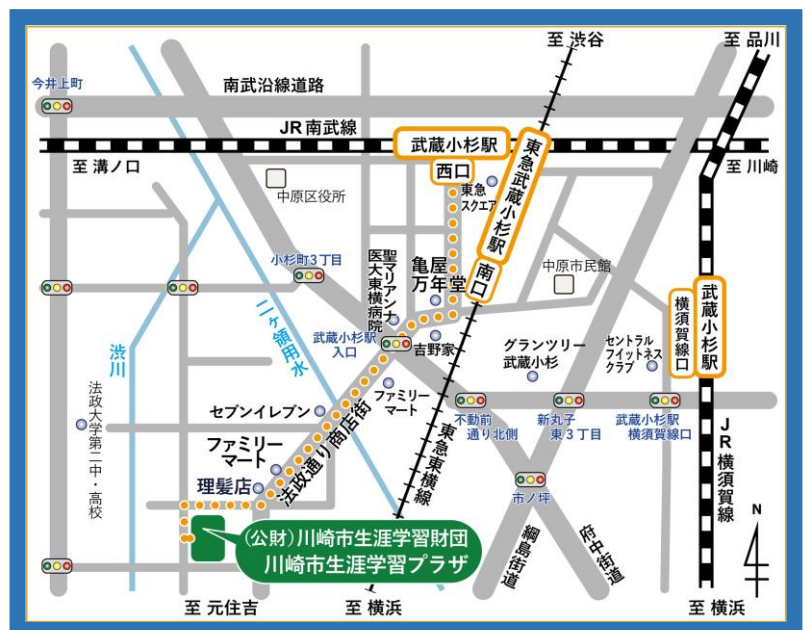 至 渋谷
至 品川
今井上町
南武沿線道路
JR南武線
武蔵小杉駅
西口
至 溝ノ口
至 川崎
東急
スクエア
東急武蔵小杉駅
南口
中原区役所
小杉町3丁目
聖マリアンナ
医大東横病院
亀屋
万年堂
中原市民館
武蔵小杉駅
横須賀線口
二ヶ領用水
渋川
武蔵小杉駅
入口
吉野家
グランツリー
武蔵小杉
セントラル
フィットネス
クラブ
ファミリー
マート
セブンイレブン
法政大学第二中・高校
不動前
通り北側
新丸子
東3丁目
武蔵小杉駅
横須賀線口
ファミリー
マート
法政通り商店街
東急東横線
JR横須賀線
理髪店
市ノ坪
N
(公財)川崎市生涯学習財団
川崎市生涯学習プラザ
綱島街道
府中街道
至 元住吉
至 横浜
至 横浜